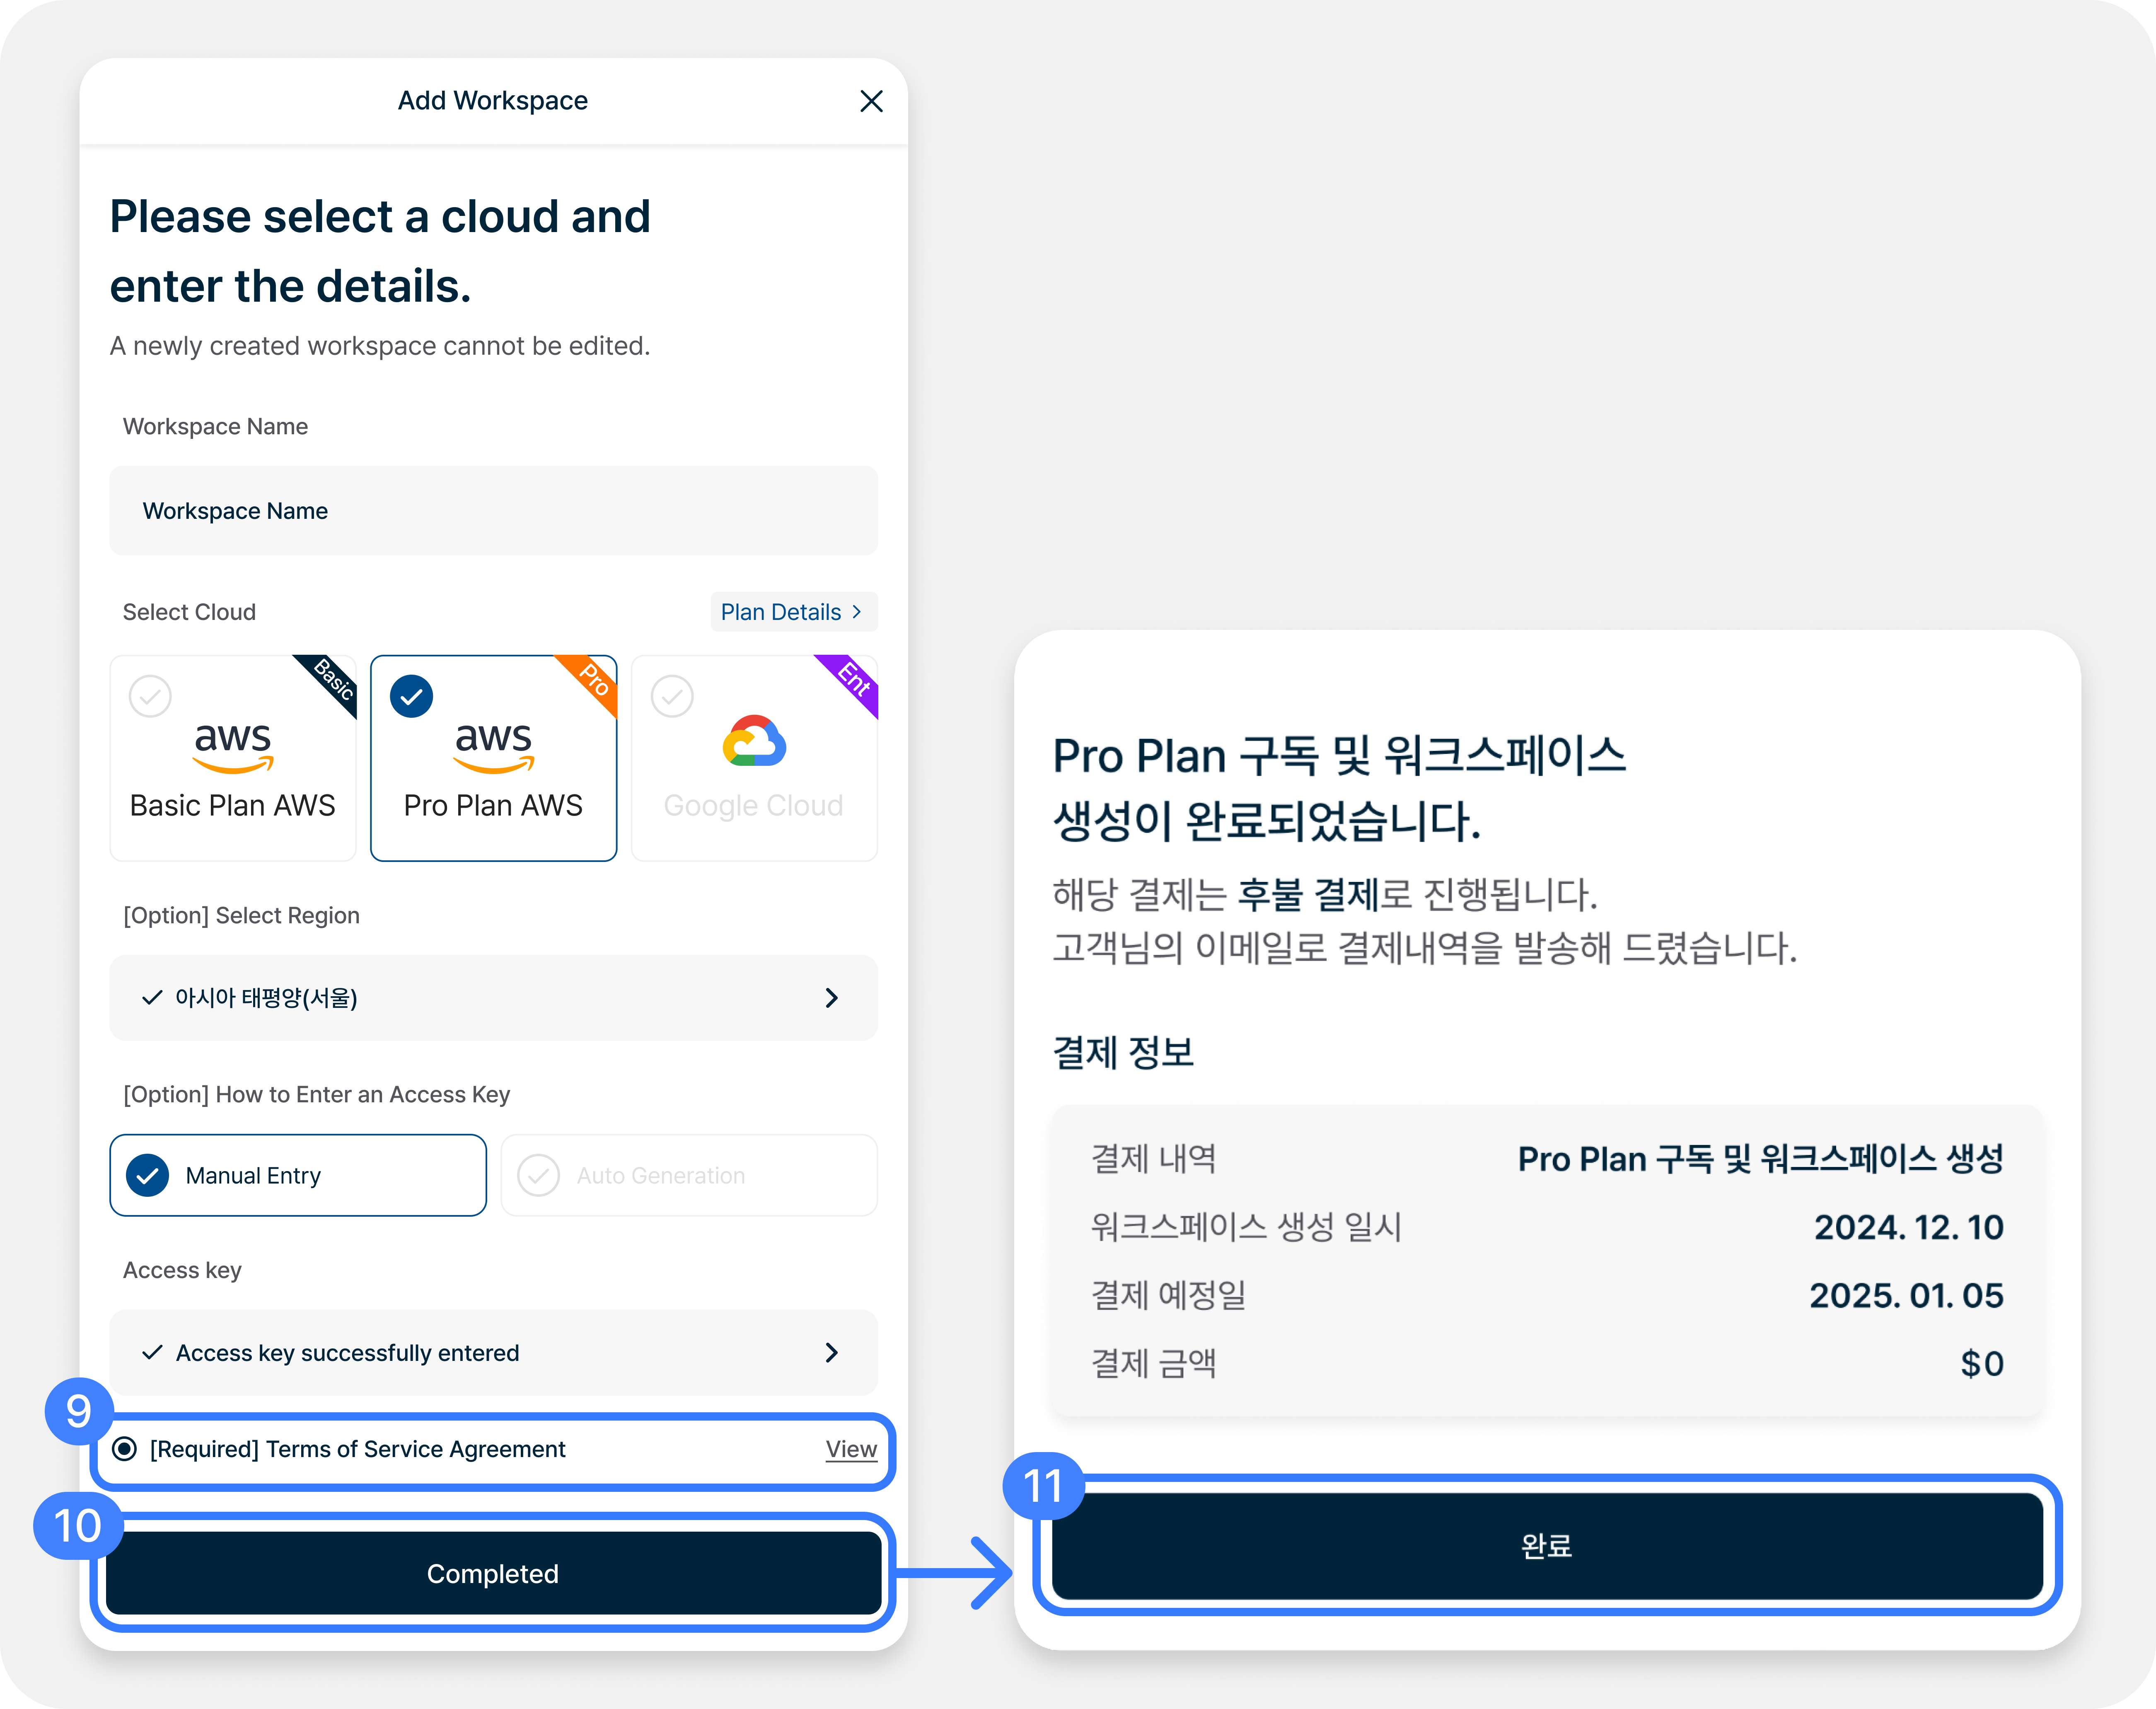 Add Workspace
Please select a cloud and
enter the details.
A newly created workspace cannot be edited.
Workspace Name
Workspace Name
Select Cloud
Plan Details
Basic
aws
Basic Plan AWS
Pro
aws
Pro Plan AWS
Ent
Google Cloud
[Option] Select Region
아시아 태평양(서울)
[Option] How to Enter an Access Key
Manual Entry
Auto Generation
Access key
Access key successfully entered
9
[Required] Terms of Service Agreement View
10
Completed
Pro Plan 구독 및 워크스페이스
생성이 완료되었습니다.
해당 결제는 후불 결제로 진행됩니다.
고객님의 이메일로 결제내역을 발송해 드렸습니다.
결제 정보
결제 내역 Pro Plan 구독 및 워크스페이스 생성
워크스페이스 생성 일시 2024. 12. 10
결제 예정일 2025. 01. 05
결제 금액 $0
11
완료